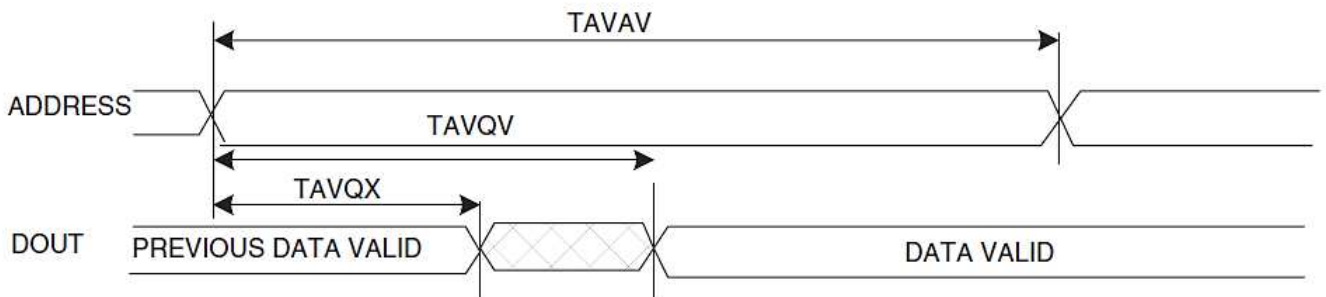 TAVAV
ADDRESS
TAVQV
TAVQX
DOUT
PREVIOUS DATA VALID
DATA VALID